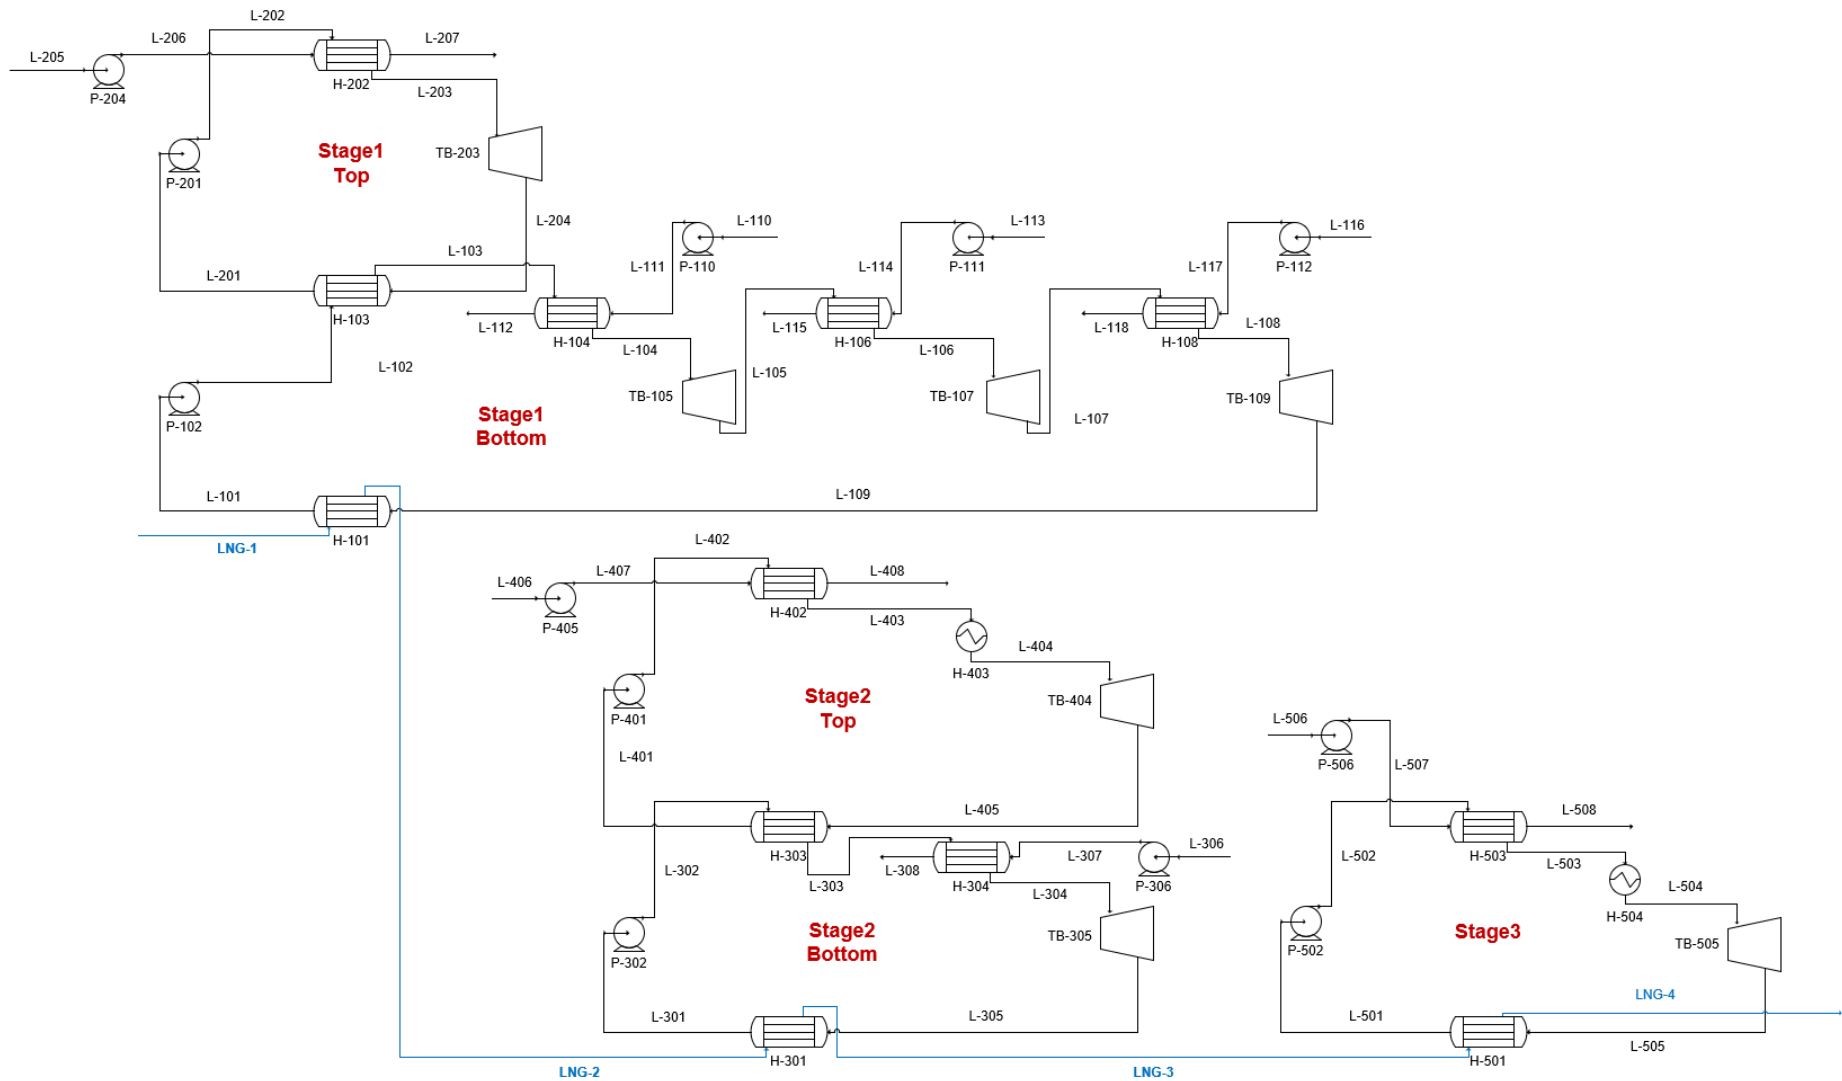 L-202
L-206
L-207
L-205
H-202
L-203
P-204
TB-203
Stage1
Top
P-201
L-204
L-110
L-113
L-116
L-103
L-111
P-110
L-114
P-111
L-117
P-112
L-201
H-103
L-112
H-104
L-104
L-115
H-106
L-106
L-118
H-108
L-108
L-102
L-105
TB-105
TB-107
TB-109
P-102
Stage1
Bottom
L-107
L-101
L-109
LNG-1
H-101
L-402
L-406
L-407
L-408
P-405
H-402
L-403
L-404
H-403
Stage2
Top
TB-404
P-401
L-401
L-506
P-506
L-507
L-405
L-508
H-303
L-302
L-303
L-308
H-304
L-307
L-306
P-306
L-304
L-502
H-503
L-503
L-504
H-504
Stage2
Bottom
TB-305
P-302
Stage3
P-502
TB-505
LNG-4
L-301
L-305
L-501
L-505
LNG-2
H-301
LNG-3
H-501